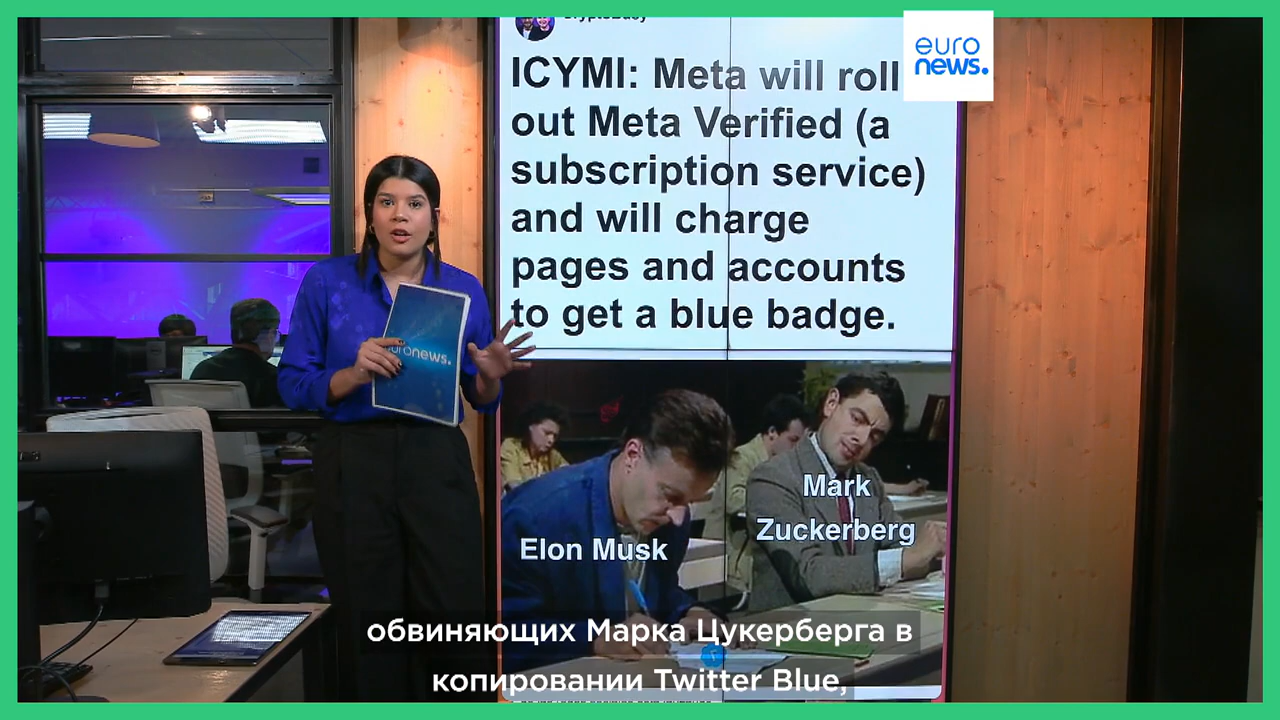 euro
news.
ICYMI: Meta will roll
out Meta Verified (a
subscription service)
and will charge
pages and accounts
to get a blue badge.
euronews.
Mark
Zuckerberg
Elon Musk
обвиняющих Марка Цукерберга в
копировании Twitter Blue,